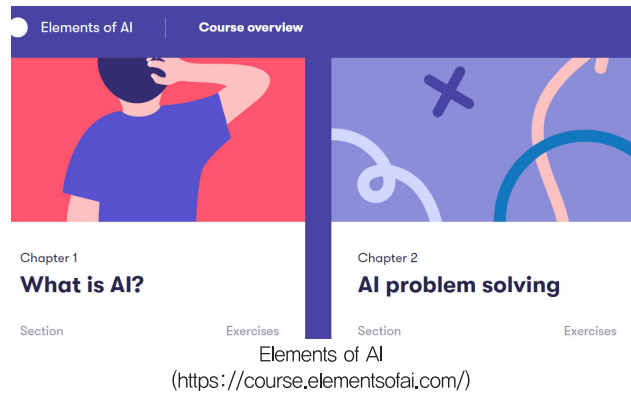 Elements of AI
Course overview
Chapter 1
What is AI?
Section
Exercises
Chapter 2
AI problem solving
Section
Exercises
Elements of AI
(https://course.elementsofai.com/)